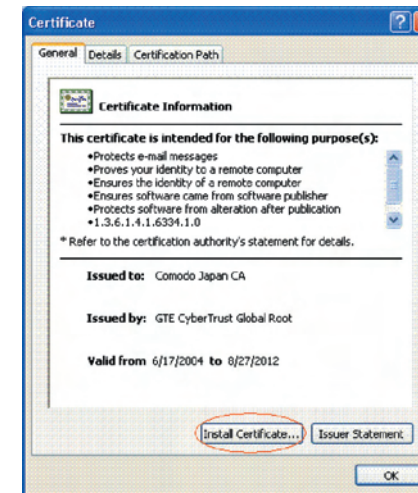 Certificate
General Details Certification Path
Certificate Information
This certificate is intended for the following purpose(s):
•Protects e-mail messages
•Proves your identity to a remote computer
•Ensures the identity of a remote computer
•Ensures software came from software publisher
•Protects software from alteration after publication
•1.3.6.1.4.1.6334.1.0
* Refer to the certification authority's statement for details.
Issued to: Comodo Japan CA
Issued by: GTE CyberTrust Global Root
Valid from 6/17/2004 to 8/27/2012
Install Certificate... Issuer Statement
OK